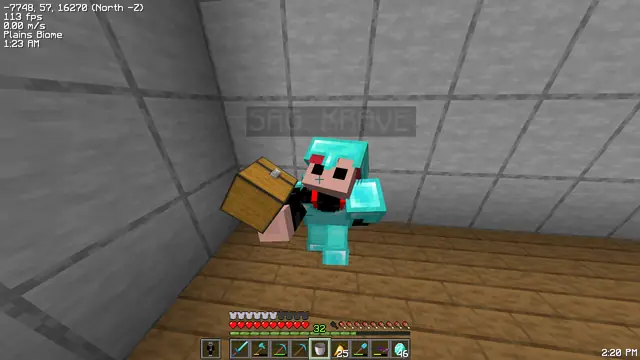 -7748, 57, 16270 (North -Z)
113 fps
0.00 m/s
Plains Biome
1:23 AM
SAG_KRAVE
32
25
46
2:20 PM